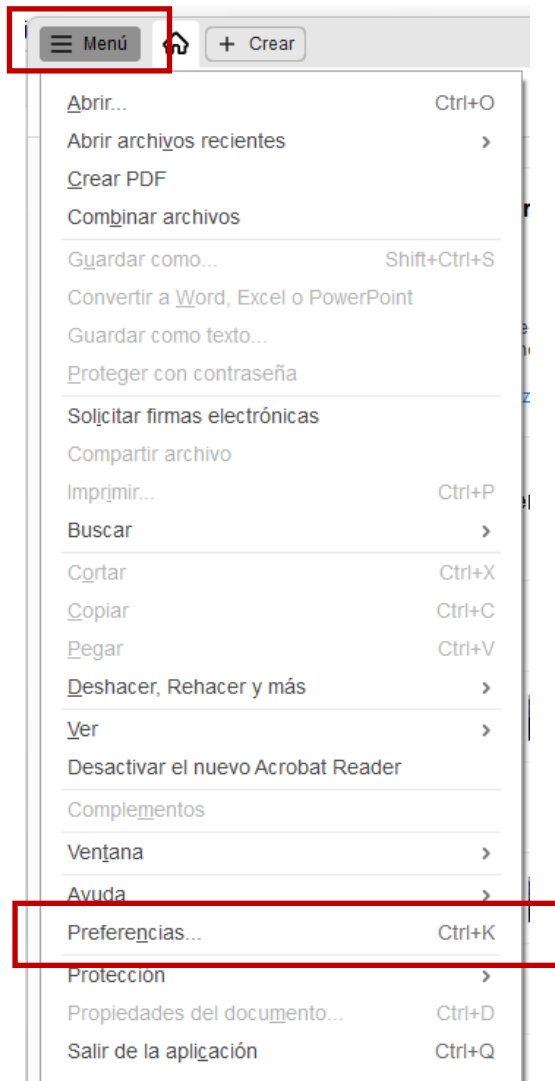 Menú
+ Crear
Abrir... Ctrl+O
Abrir archivos recientes
Crear PDF
Combinar archivos
Guardar como... Shift+Ctrl+S
Convertir a Word, Excel o PowerPoint
Guardar como texto...
Proteger con contraseña
Solicitar firmas electrónicas
Compartir archivo
Imprimir... Ctrl+P
Buscar
Cortar Ctrl+X
Copiar Ctrl+C
Pegar Ctrl+V
Deshacer, Rehacer y más
Ver
Desactivar el nuevo Acrobat Reader
Complementos
Ventana
Ayuda
Preferencias... Ctrl+K
Protección
Propiedades del documento... Ctrl+D
Salir de la aplicación Ctrl+Q